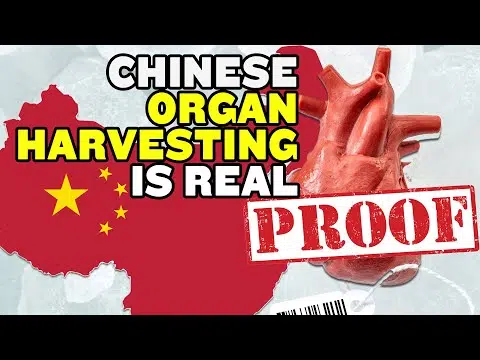 CHINESE
ORGAN
HARVESTING
IS REAL
PROOF